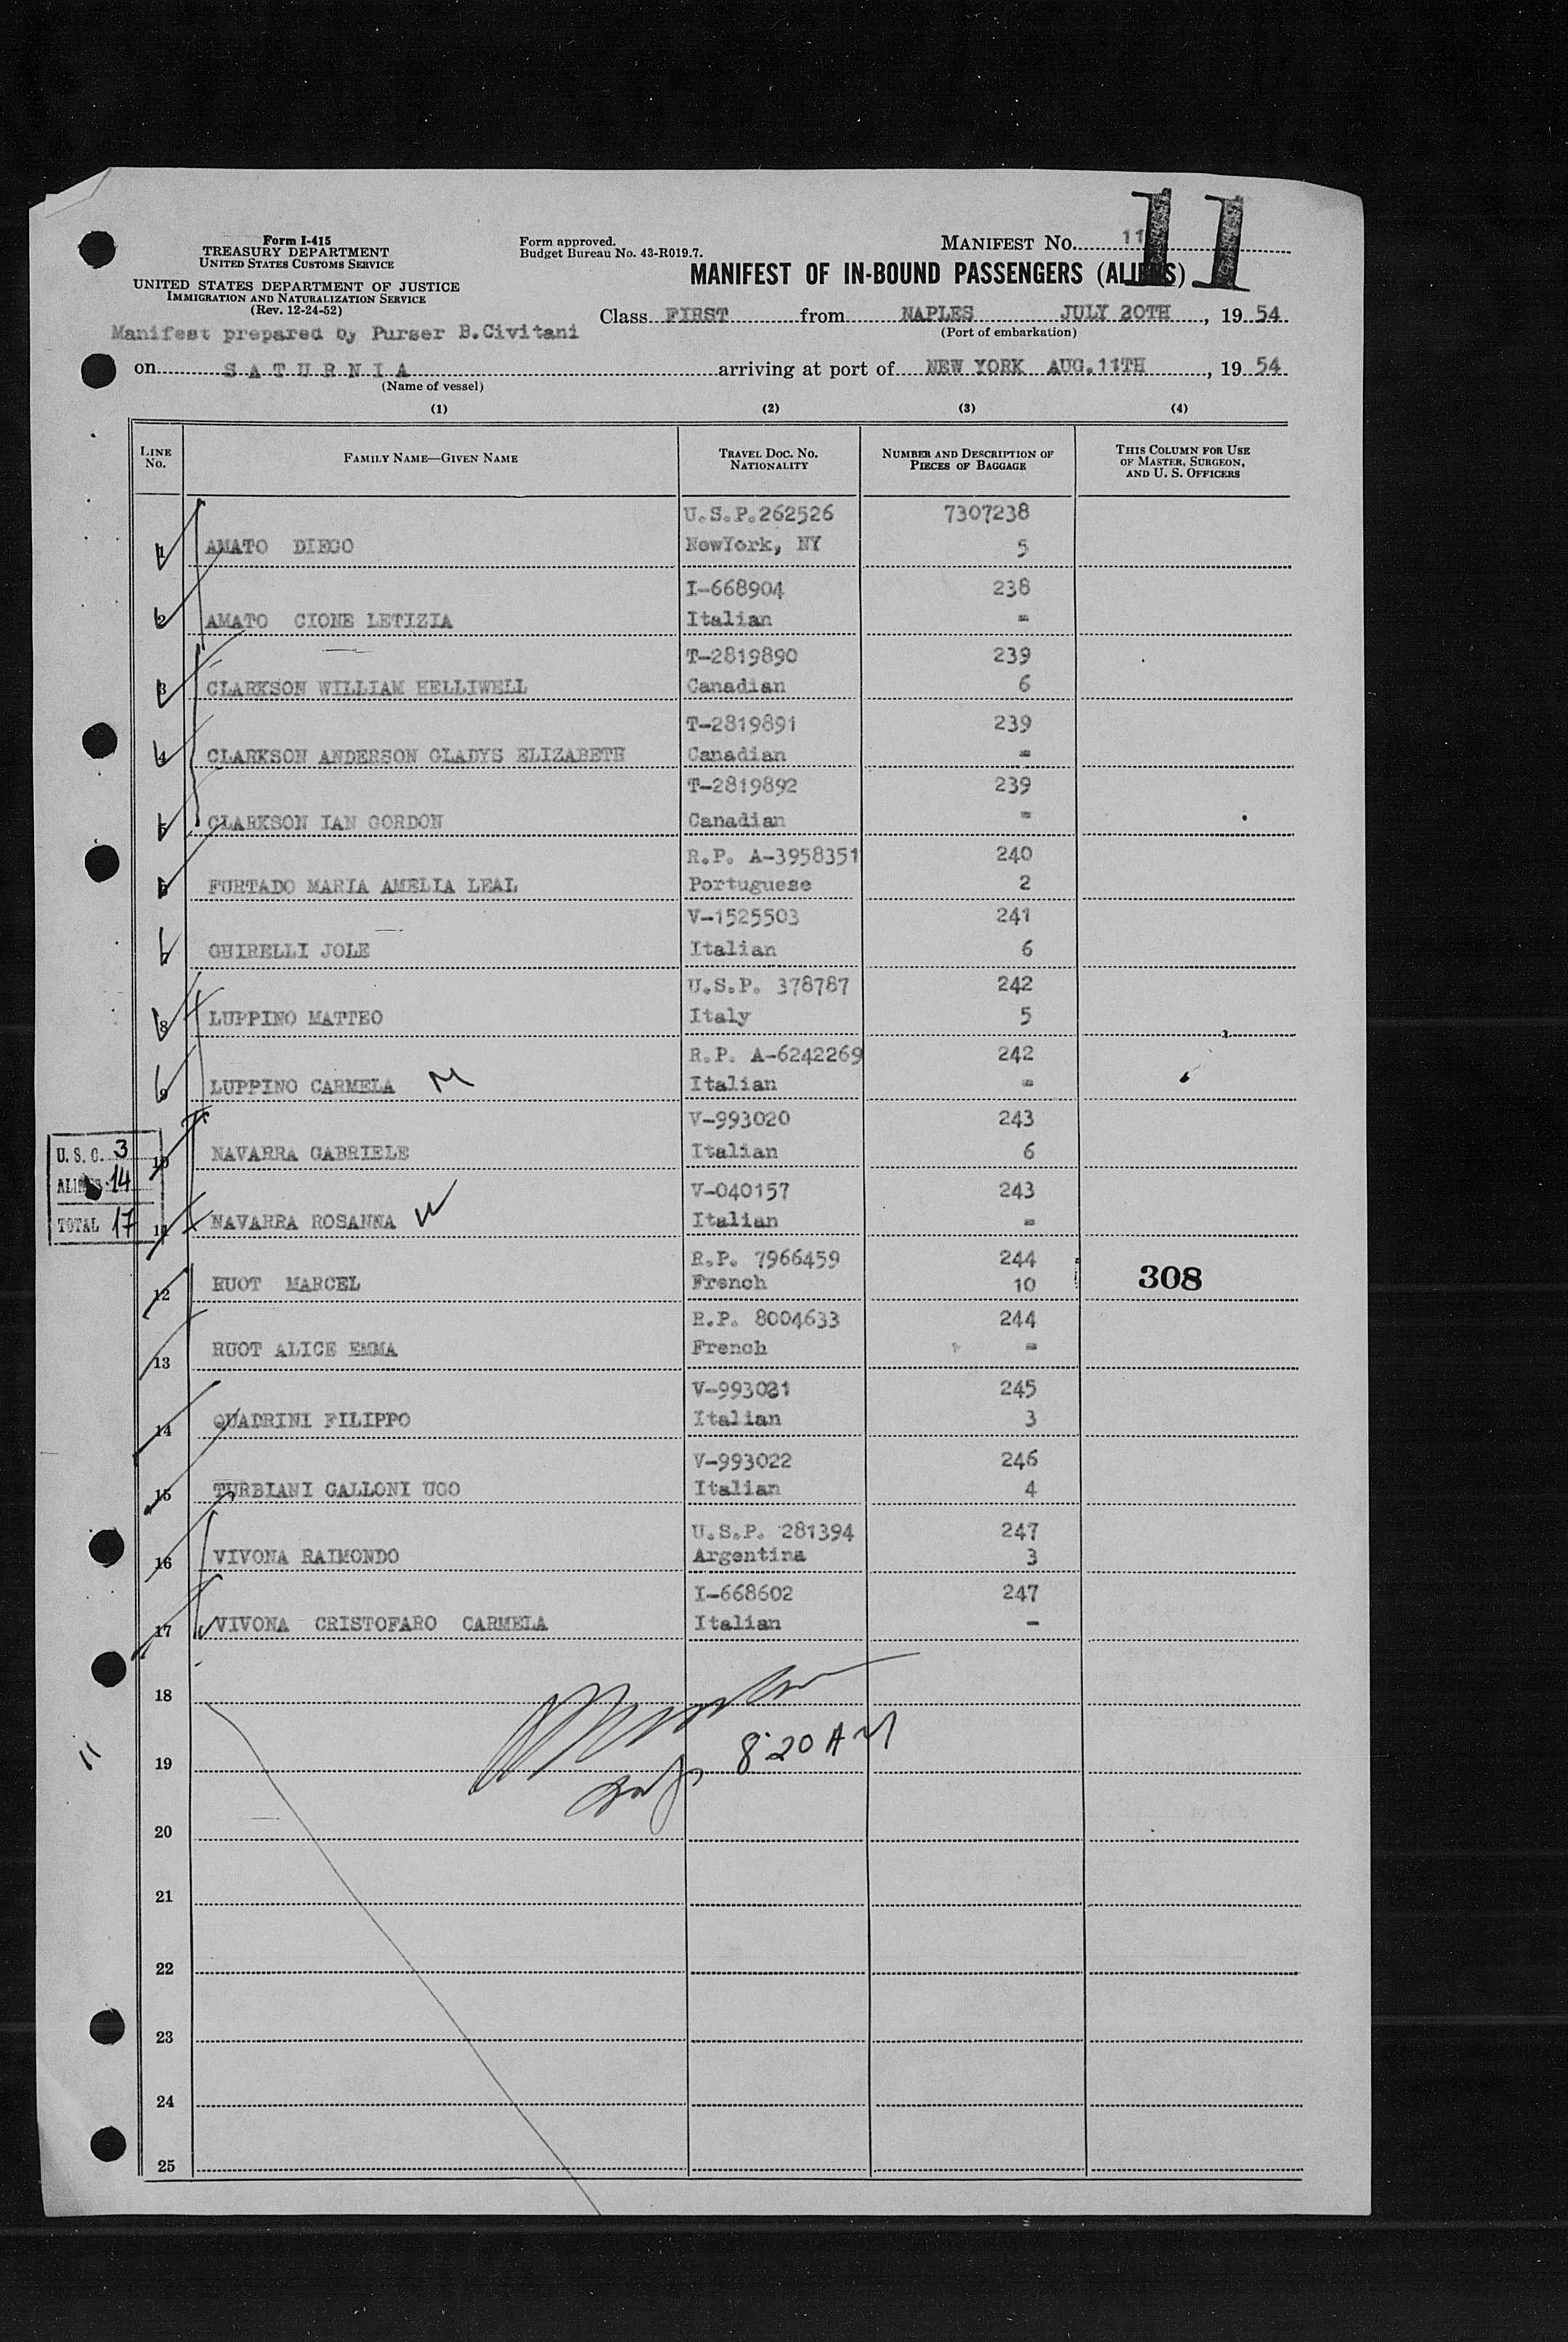 11
Form I-415
TREASURY DEPARTMENT
UNITED STATES CUSTOMS SERVICE
UNITED STATES DEPARTMENT OF JUSTICE
IMMIGRATION AND NATURALIZATION SERVICE
(Rev. 12-24-52)
Form approved.
Budget Bureau No. 43-R019.7.
MANIFEST NO. 11
MANIFEST OF IN-BOUND PASSENGERS (ALIENS)
Class FIRST from NAPLES JULY 20TH, 19 54
(Port of embarkation)
Manifest prepared by Purser B.Civitani
on S A T U R N I A arriving at port of NEW YORK AUG.11TH, 19 54
(Name of vessel)
(1) (2) (3) (4)
LINE No. FAMILY NAME—GIVEN NAME TRAVEL DOC. NO. NATIONALITY NUMBER AND DESCRIPTION OF PIECES OF BAGGAGE THIS COLUMN FOR USE OF MASTER, SURGEON, AND U. S. OFFICERS
U.S.P.262526 7307238
1 AMATO DIEGO NewYork, NY 5
I-668904 238
2 AMATO CIONE LETIZIA Italian =
T-2819890 239
3 CLARKSON WILLIAM HELLIWELL Canadian 6
T-2819891 239
4 CLARKSON ANDERSON GLADYS ELIZABETH Canadian =
T-2819892 239
5 CLARKSON IAN GORDON Canadian =
R.P. A-3958351 240
6 FURTADO MARIA AMELIA LEAL Portuguese 2
V-1525503 241
7 GHIRELLI JOLE Italian 6
U.S.P. 378787 242
8 LUPPINO MATTEO Italy 5
R.P. A-6242269 242
9 LUPPINO CARMELA M Italian =
V-993020 243
10 NAVARRA GABRIELE Italian 6
V-040157 243
11 NAVARRA ROSANNA Italian =
U. S. C. 3
ALIENS 14
TOTAL 17
R.P. 7966459 244
12 RUOT MARCEL French 10 308
R.P. 8004633 244
13 RUOT ALICE EMMA French =
V-993021 245
14 QUADRINI FILIPPO Italian 3
V-993022 246
15 TURBIANI GALLONI UGO Italian 4
U.S.P. 281394 247
16 VIVONA RAIMONDO Argentina 3
I-668602 247
17 VIVONA CRISTOFARO CARMELA Italian -
18
8:20 AM
19
11
20
21
22
23
24
25